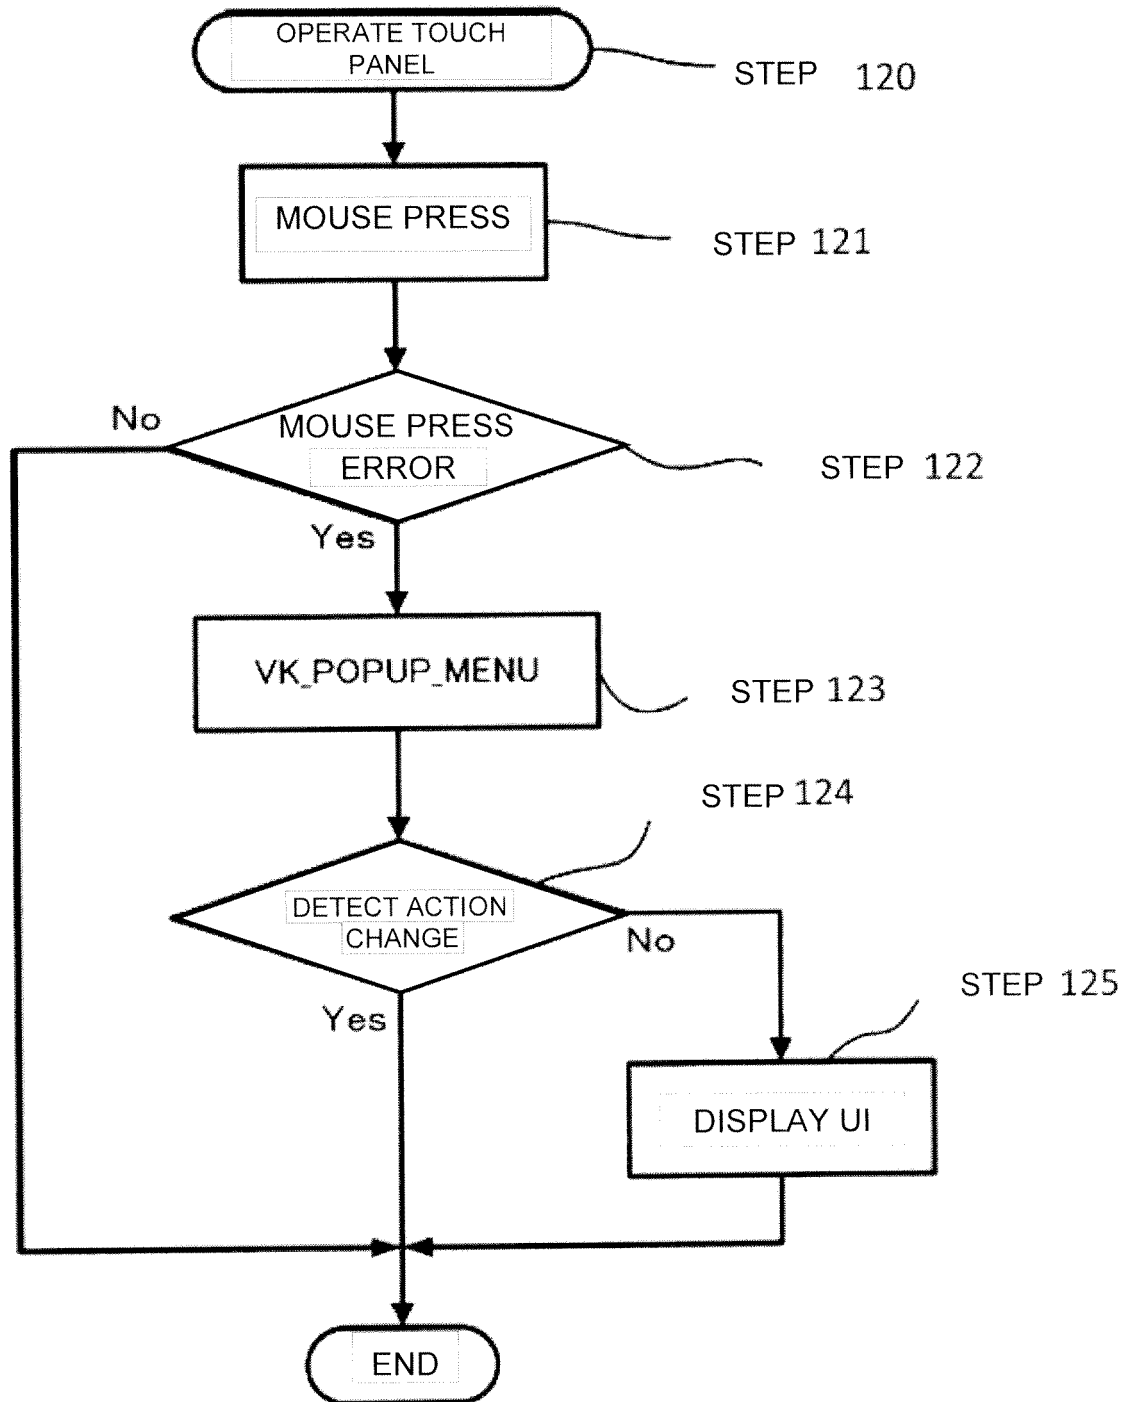 OPERATE TOUCH
PANEL
STEP 120
MOUSE PRESS
STEP 121
No
MOUSE PRESS
ERROR
STEP 122
Yes
VK_POPUP_MENU
STEP 123
STEP 124
DETECT ACTION
CHANGE
No
Yes
STEP 125
DISPLAY UI
END